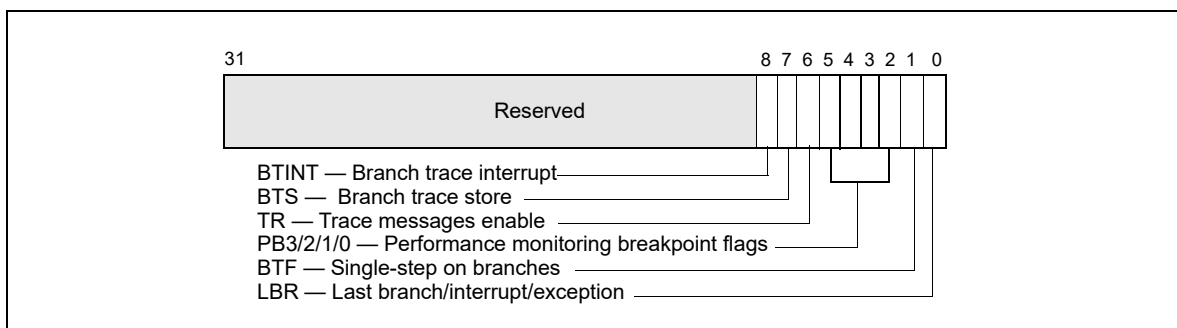 31 8 7 6 5 4 3 2 1 0
Reserved
BTINT — Branch trace interrupt
BTS — Branch trace store
TR — Trace messages enable
PB3/2/1/0 — Performance monitoring breakpoint flags
BTF — Single-step on branches
LBR — Last branch/interrupt/exception